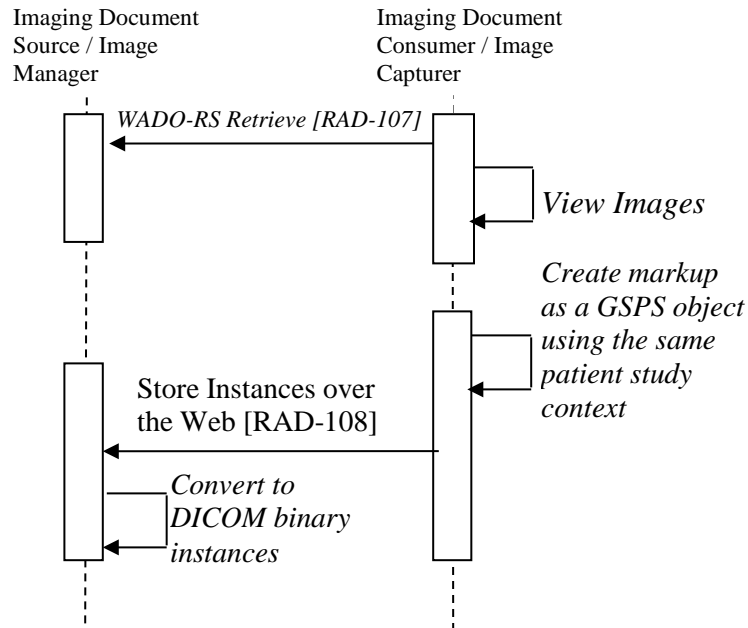 Imaging Document
Source / Image
Manager
Imaging Document
Consumer / Image
Capturer
WADO-RS Retrieve [RAD-107]
View Images
Create markup
as a GSPS object
using the same
patient study
context
Store Instances over
the Web [RAD-108]
Convert to
DICOM binary
instances